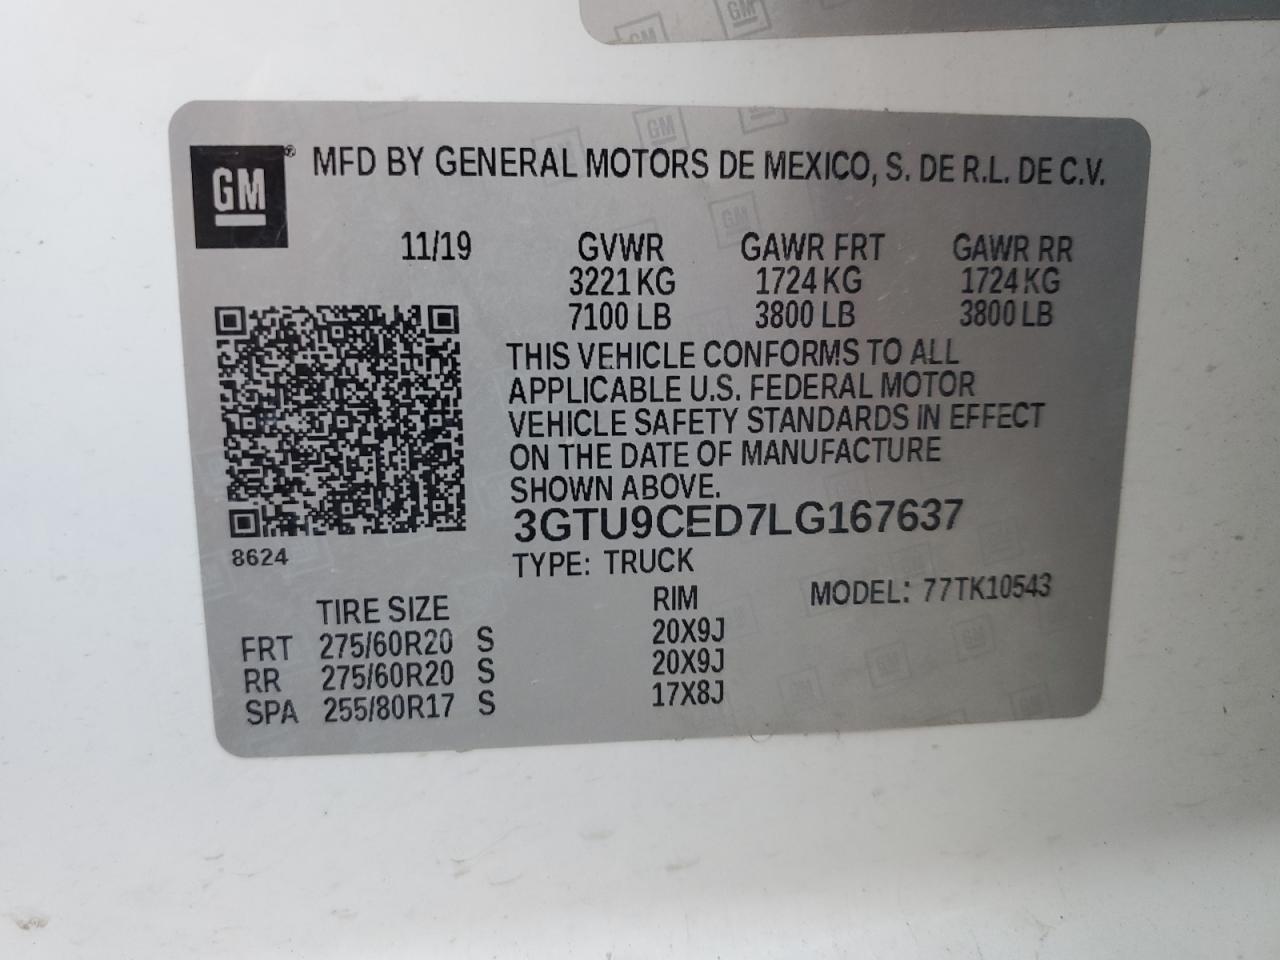 GM
GM
GM ® MFD BY GENERAL MOTORS DE MEXICO, S. DE R.L. DE C.V.
11/19 GVWR GAWR FRT GAWR RR
3221 KG 1724 KG 1724 KG
7100 LB 3800 LB 3800 LB
THIS VEHICLE CONFORMS TO ALL
APPLICABLE U.S. FEDERAL MOTOR
VEHICLE SAFETY STANDARDS IN EFFECT
ON THE DATE OF MANUFACTURE
SHOWN ABOVE.
3GTU9CED7LG167637
8624
TYPE: TRUCK
TIRE SIZE RIM MODEL: 77TK10543
FRT 275/60R20 S 20X9J
RR 275/60R20 S 20X9J
SPA 255/80R17 S 17X8J